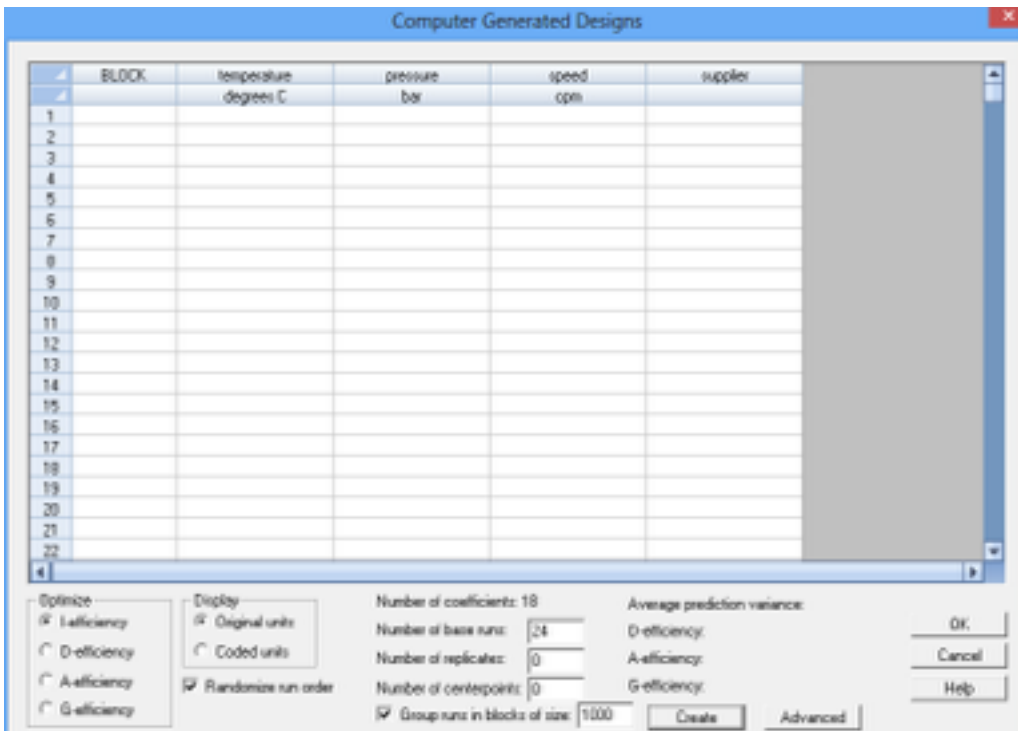 Computer Generated Designs
BLOCK temperature pressure speed supplier
degrees C bar cpm
1
2
3
4
5
6
7
8
9
10
11
12
13
14
15
16
17
18
19
20
21
22
Optimize
I-efficiency
D-efficiency
A-efficiency
G-efficiency
Display
Original units
Coded units
Randomize run order
Number of coefficients: 18
Number of base runs: 24
Number of replicates: 0
Number of centerpoints: 0
Group runs in blocks of size: 1000
Average prediction variance:
D-efficiency:
A-efficiency:
G-efficiency:
Create Advanced
OK
Cancel
Help